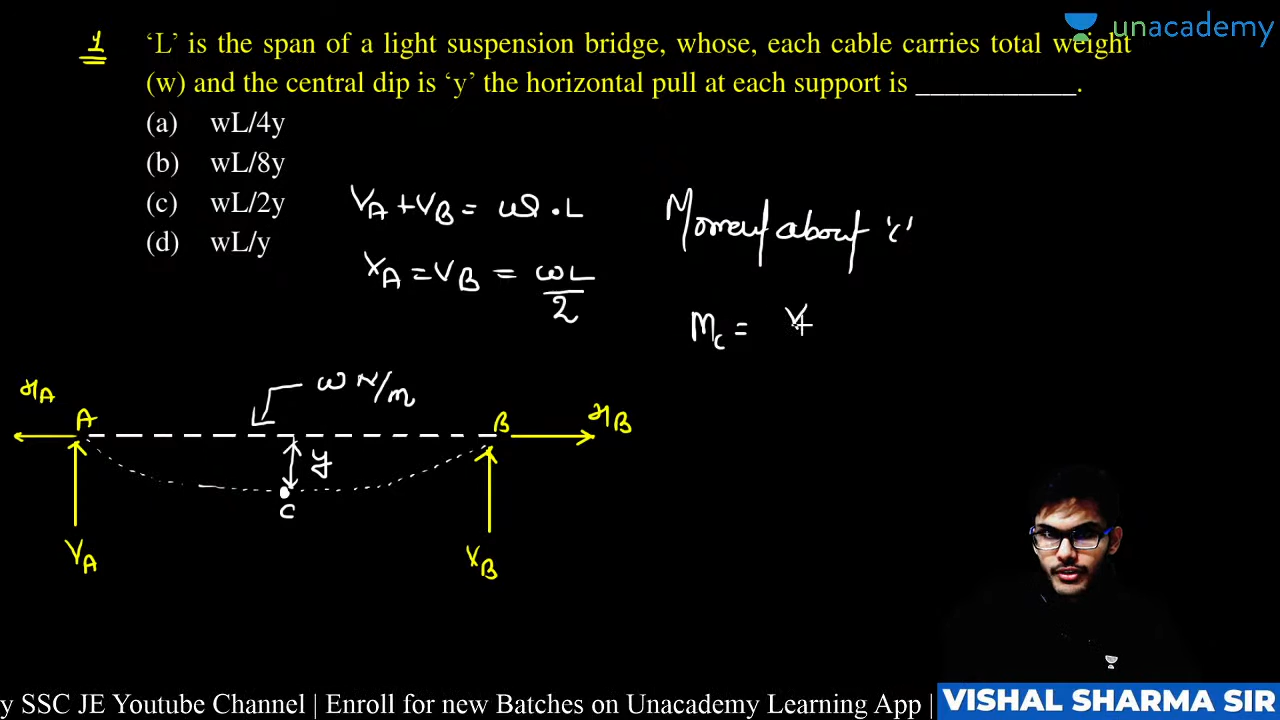 unacademy
1 'L' is the span of a light suspension bridge, whose, each cable carries total weight
(w) and the central dip is 'y' the horizontal pull at each support is ___________.
(a) wL/4y
(b) wL/8y
(c) wL/2y
(d) wL/y
VA + VB = ω.L
VA = VB = ωL/2
Moment about 'c'
Mc = V
ω N/m
HA
A
B
HB
y
C
VA
VB
y SSC JE Youtube Channel | Enroll for new Batches on Unacademy Learning App |
VISHAL SHARMA SIR